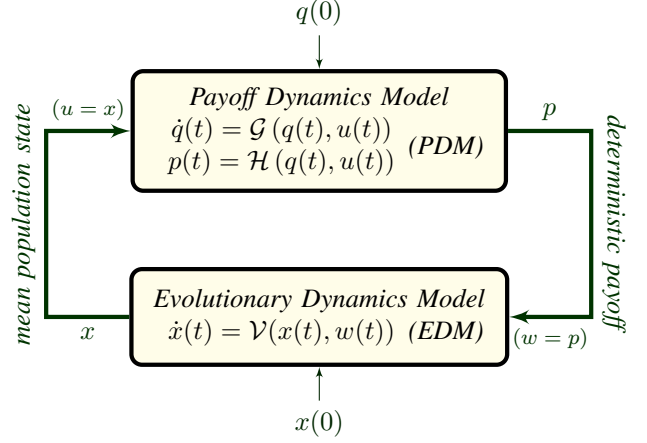 q(0)
(u = x)
Payoff Dynamics Model
q̇(t) = 𝒢 (q(t), u(t))
p(t) = ℋ (q(t), u(t))
(PDM)
p
mean population state
deterministic payoff
Evolutionary Dynamics Model
ẋ(t) = 𝒱(x(t), w(t)) (EDM)
x
(w = p)
x(0)